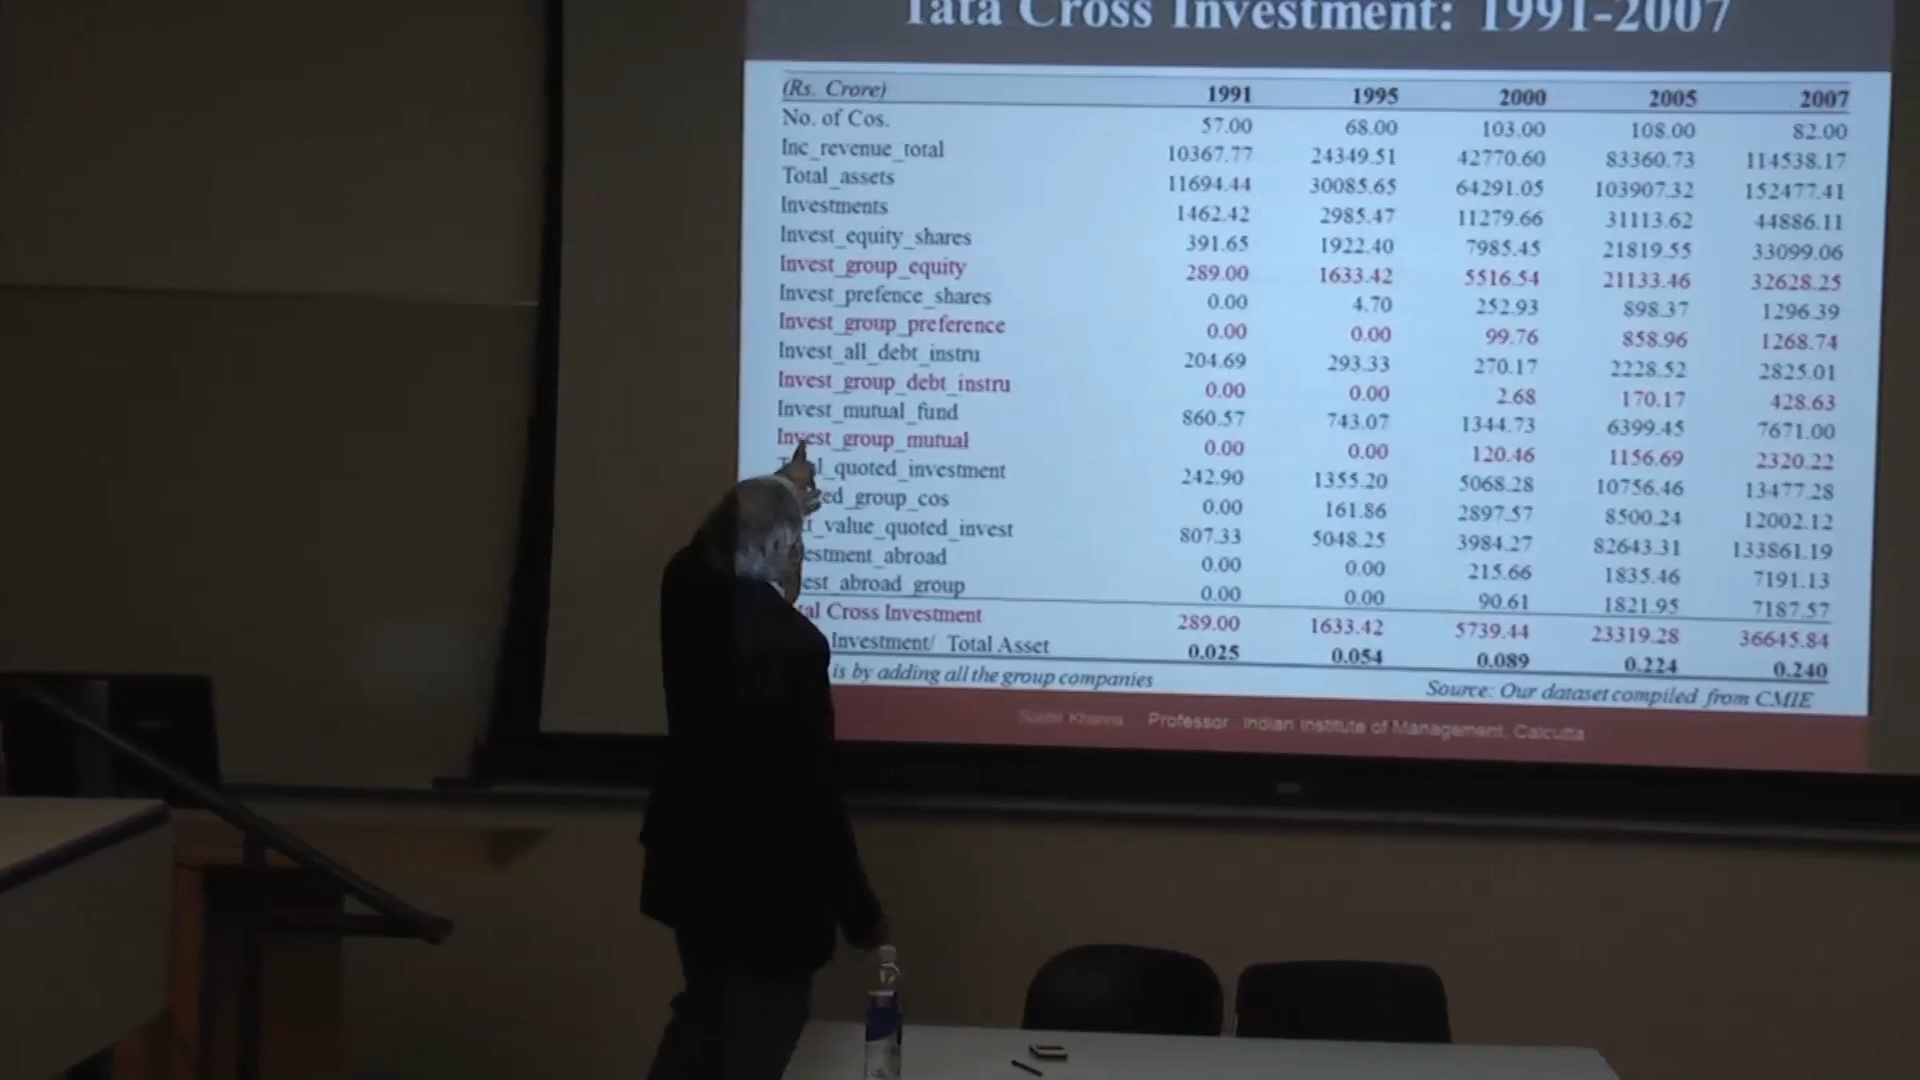 Tata Cross Investment: 1991-2007
(Rs. Crore) 1991 1995 2000 2005 2007
No. of Cos. 57.00 68.00 103.00 108.00 82.00
Inc_revenue_total 10367.77 24349.51 42770.60 83360.73 114538.17
Total_assets 11694.44 30085.65 64291.05 103907.32 152477.41
Investments 1462.42 2985.47 11279.66 31113.62 44886.11
Invest_equity_shares 391.65 1922.40 7985.45 21819.55 33099.06
Invest_group_equity 289.00 1633.42 5516.54 21133.46 32628.25
Invest_prefence_shares 0.00 4.70 252.93 898.37 1296.39
Invest_group_preference 0.00 0.00 99.76 858.96 1268.74
Invest_all_debt_instru 204.69 293.33 270.17 2228.52 2825.01
Invest_group_debt_instru 0.00 0.00 2.68 170.17 428.63
Invest_mutual_fund 860.57 743.07 1344.73 6399.45 7671.00
Invest_group_mutual 0.00 0.00 120.46 1156.69 2320.22
l_quoted_investment 242.90 1355.20 5068.28 10756.46 13477.28
ed_group_cos 0.00 161.86 2897.57 8500.24 12002.12
_value_quoted_invest 807.33 5048.25 3984.27 82643.31 133861.19
estment_abroad 0.00 0.00 215.66 1835.46 7191.13
est_abroad_group 0.00 0.00 90.61 1821.95 7187.57
tal Cross Investment 289.00 1633.42 5739.44 23319.28 36645.84
Investment/ Total Asset 0.025 0.054 0.089 0.224 0.240
is by adding all the group companies
Source: Our dataset compiled from CMIE
Professor : Indian Institute of Management, Calcutta